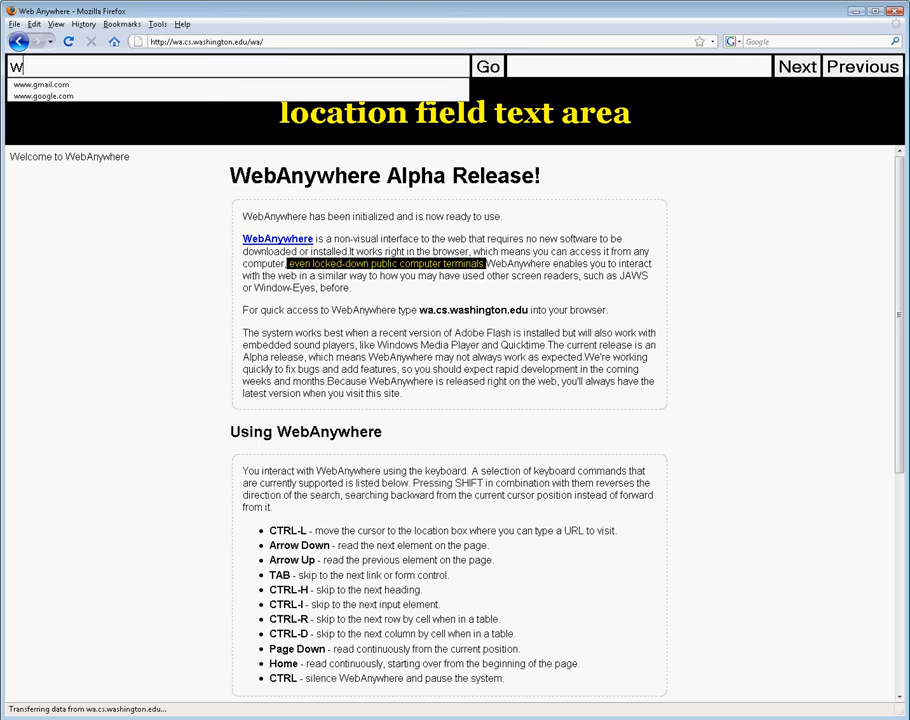 Web Anywhere - Mozilla Firefox
File Edit View History Bookmarks Tools Help
http://wa.cs.washington.edu/wa/
Google
w
Go
Next
Previous
www.gmail.com
www.google.com
location field text area
Welcome to WebAnywhere
WebAnywhere Alpha Release!
WebAnywhere has been initialized and is now ready to use.
WebAnywhere is a non-visual interface to the web that requires no new software to be
downloaded or installed.It works right in the browser, which means you can access it from any
computer, even locked-down public computer terminals.WebAnywhere enables you to interact
with the web in a similar way to how you may have used other screen readers, such as JAWS
or Window-Eyes, before.
For quick access to WebAnywhere type wa.cs.washington.edu into your browser.
The system works best when a recent version of Adobe Flash is installed but will also work with
embedded sound players, like Windows Media Player and Quicktime.The current release is an
Alpha release, which means WebAnywhere may not always work as expected.We're working
quickly to fix bugs and add features, so you should expect rapid development in the coming
weeks and months.Because WebAnywhere is released right on the web, you'll always have the
latest version when you visit this site.
Using WebAnywhere
You interact with WebAnywhere using the keyboard. A selection of keyboard commands that
are currently supported is listed below. Pressing SHIFT in combination with them reverses the
direction of the search, searching backward from the current cursor position instead of forward
from it.
• CTRL-L - move the cursor to the location box where you can type a URL to visit.
• Arrow Down - read the next element on the page.
• Arrow Up - read the previous element on the page.
• TAB - skip to the next link or form control.
• CTRL-H - skip to the next heading.
• CTRL-I - skip to the next input element.
• CTRL-R - skip to the next row by cell when in a table.
• CTRL-D - skip to the next column by cell when in a table.
• Page Down - read continuously from the current position.
• Home - read continuously, starting over from the beginning of the page.
• CTRL - silence WebAnywhere and pause the system.
Transferring data from wa.cs.washington.edu...